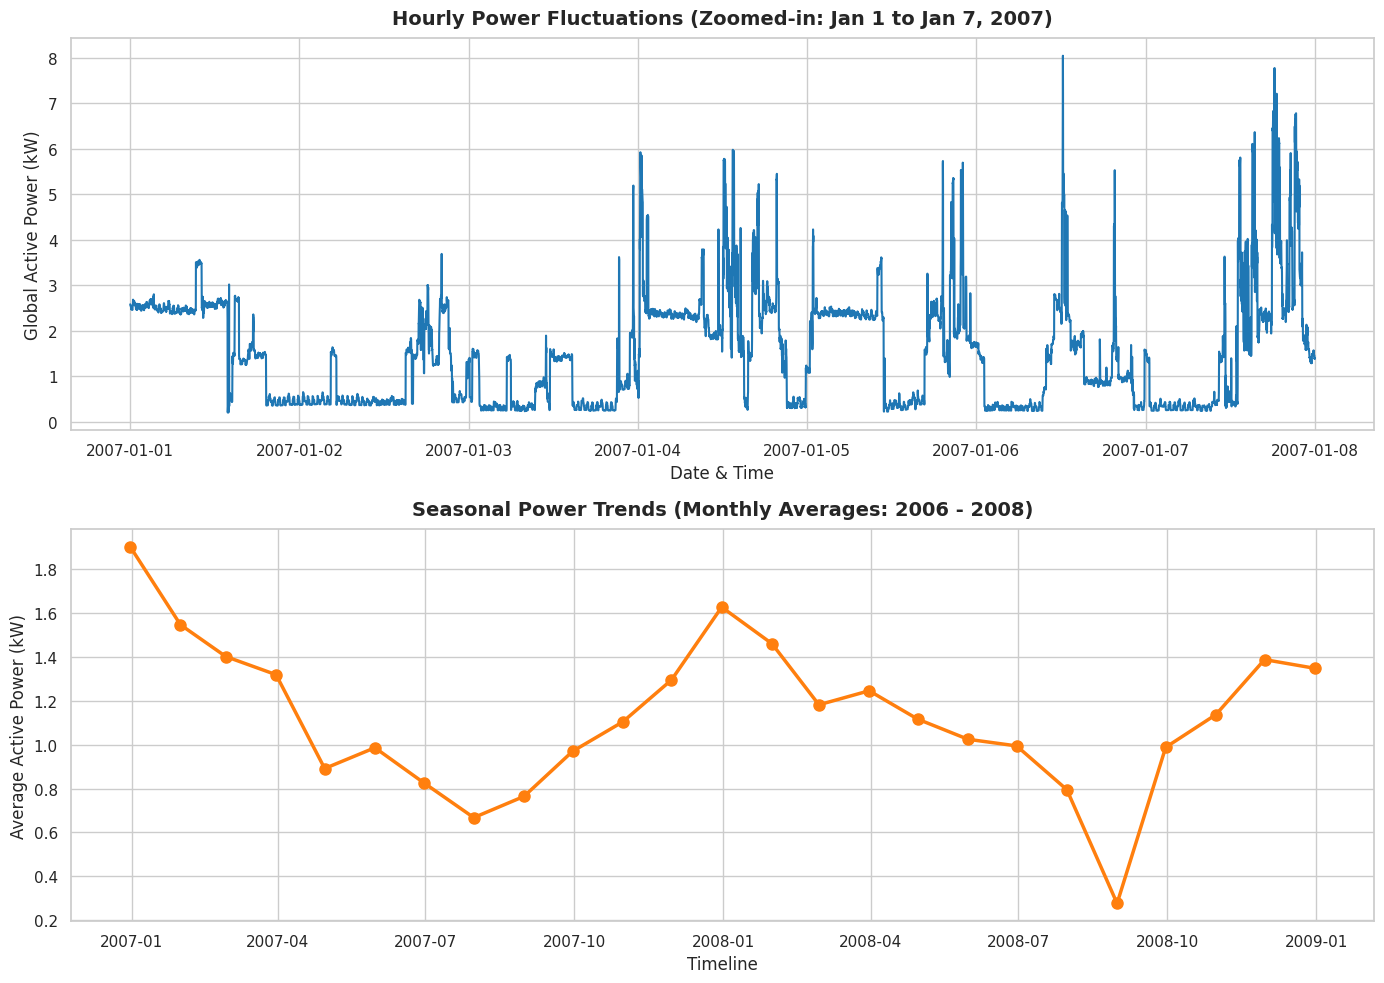 Hourly Power Fluctuations (Zoomed-in: Jan 1 to Jan 7, 2007)
Global Active Power (kW)
8
7
6
5
4
3
2
1
0
2007-01-01 2007-01-02 2007-01-03 2007-01-04 2007-01-05 2007-01-06 2007-01-07 2007-01-08
Date & Time
Seasonal Power Trends (Monthly Averages: 2006 - 2008)
Average Active Power (kW)
1.8
1.6
1.4
1.2
1.0
0.8
0.6
0.4
0.2
2007-01 2007-04 2007-07 2007-10 2008-01 2008-04 2008-07 2008-10 2009-01
Timeline